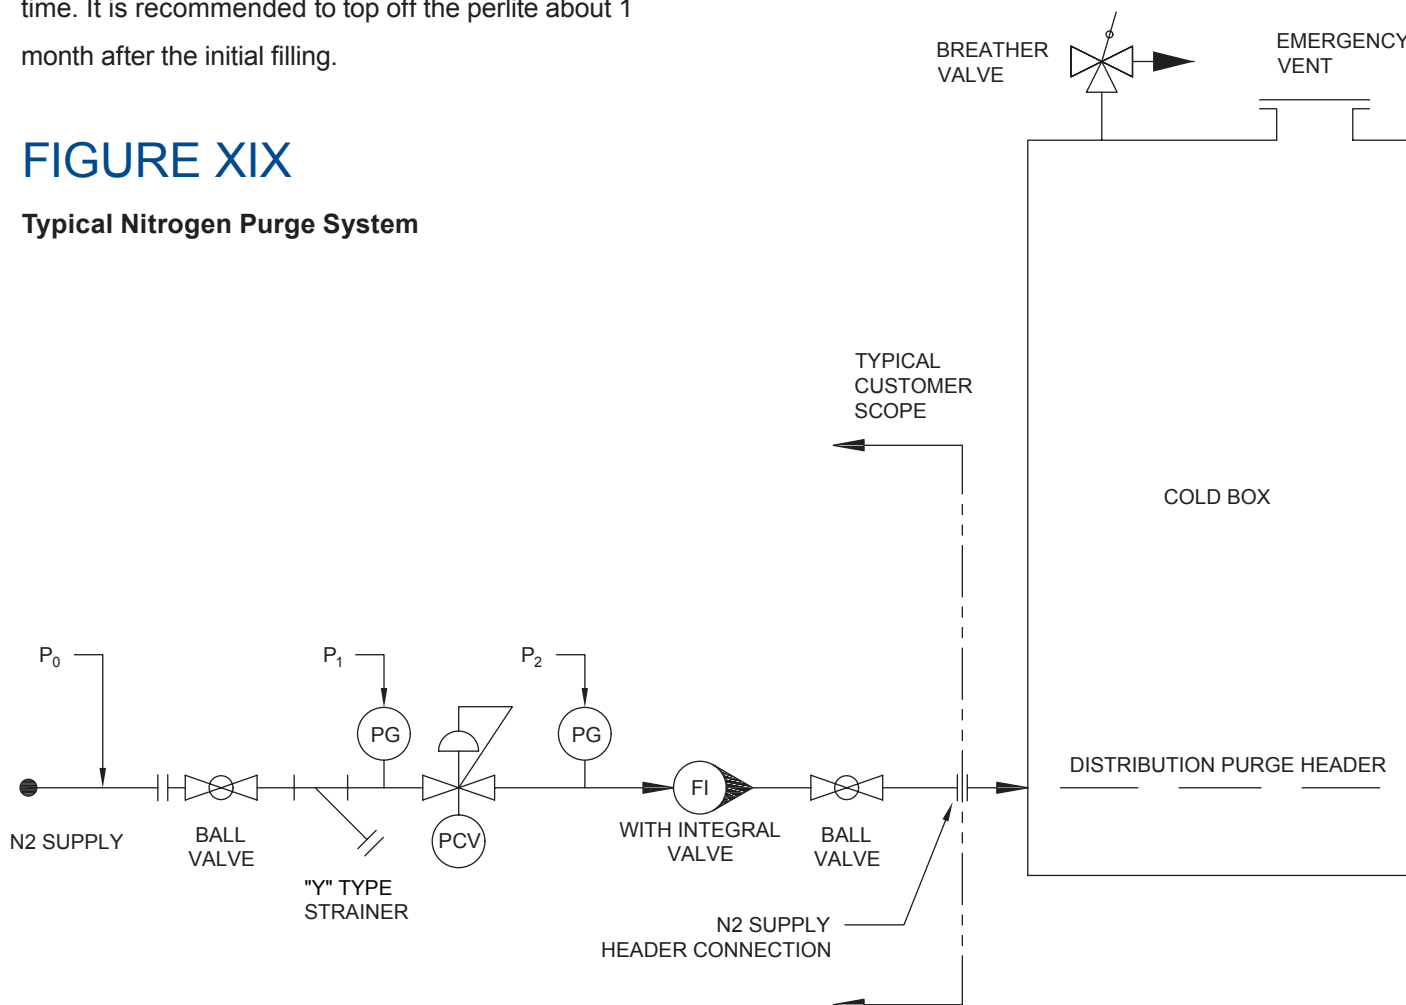 time. It is recommended to top off the perlite about 1
month after the initial filling.
FIGURE XIX
Typical Nitrogen Purge System
BREATHER
VALVE
EMERGENCY
VENT
TYPICAL
CUSTOMER
SCOPE
COLD BOX
P0
P1
P2
PG
PG
DISTRIBUTION PURGE HEADER
FI
N2 SUPPLY
BALL
VALVE
PCV
WITH INTEGRAL
VALVE
BALL
VALVE
"Y" TYPE
STRAINER
N2 SUPPLY
HEADER CONNECTION